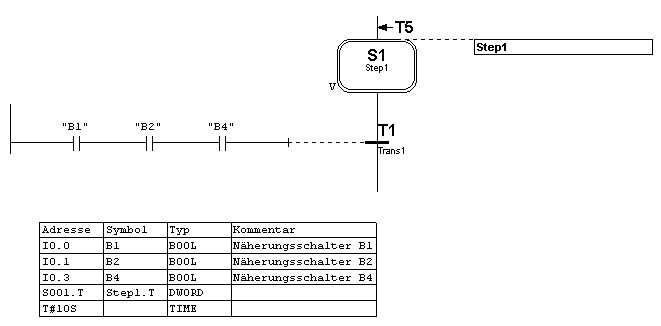 T5
S1
Step1
Step1
V
"B1" "B2" "B4"
T1
Trans1
Adresse Symbol Typ Kommentar
I0.0 B1 BOOL Näherungsschalter B1
I0.1 B2 BOOL Näherungsschalter B2
I0.3 B4 BOOL Näherungsschalter B4
S001.T Step1.T DWORD
T#10S TIME